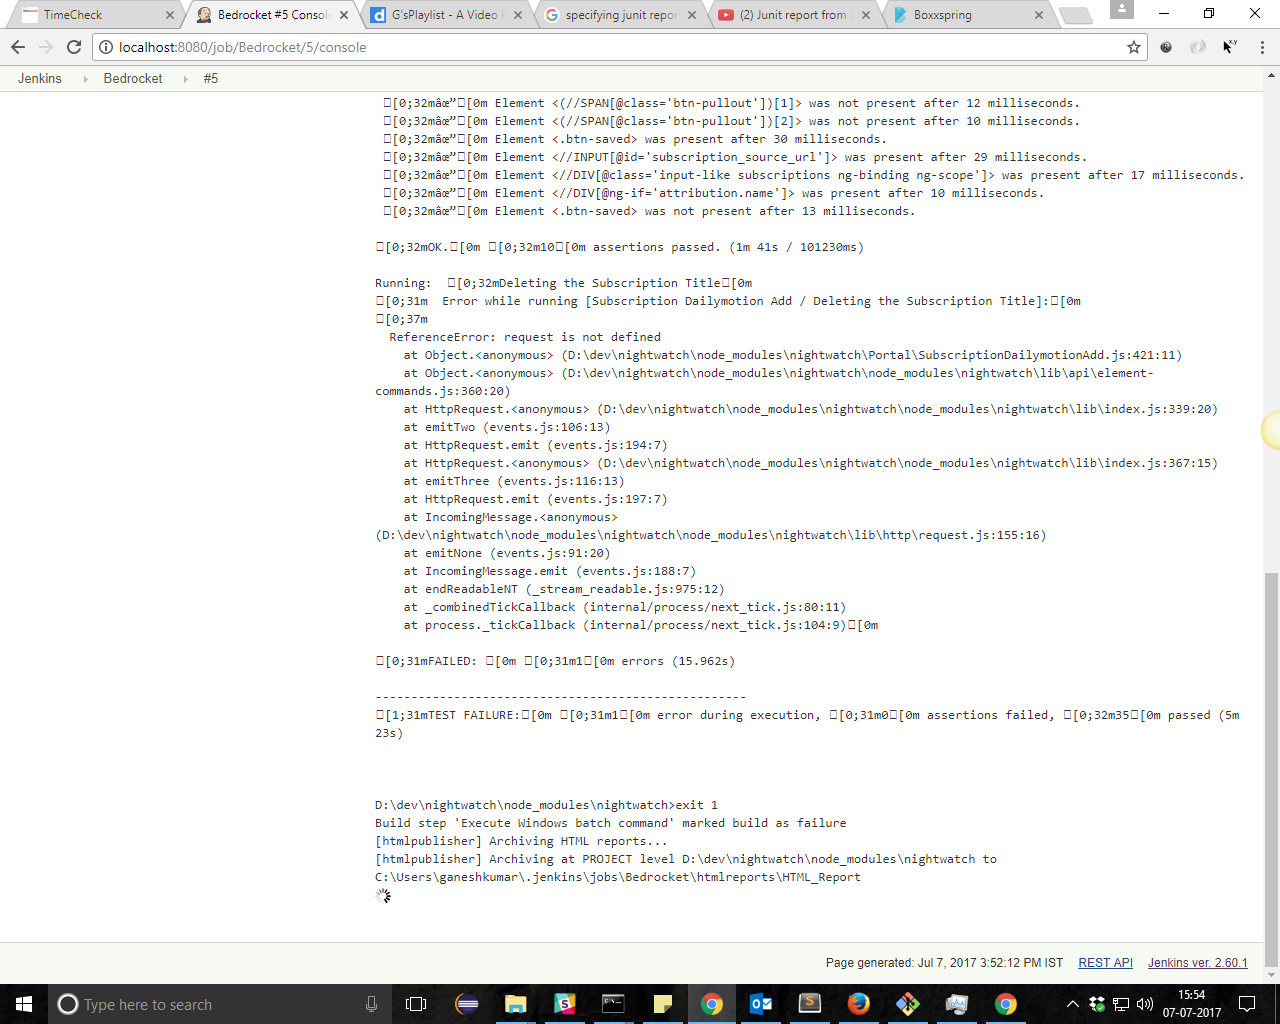 TimeCheck
Bedrocket #5 Consol
G'sPlaylist - A Video P
specifying junit repor
(2) Junit report from J
Boxxspring
localhost:8080/job/Bedrocket/5/console
Jenkins Bedrocket #5
[0;32mâœ”[0m Element <(//SPAN[@class='btn-pullout'])[1]> was not present after 12 milliseconds.
[0;32mâœ”[0m Element <(//SPAN[@class='btn-pullout'])[2]> was not present after 10 milliseconds.
[0;32mâœ”[0m Element <.btn-saved> was present after 30 milliseconds.
[0;32mâœ”[0m Element <//INPUT[@id='subscription_source_url']> was present after 29 milliseconds.
[0;32mâœ”[0m Element <//DIV[@class='input-like subscriptions ng-binding ng-scope']> was present after 17 milliseconds.
[0;32mâœ”[0m Element <//DIV[@ng-if='attribution.name']> was present after 10 milliseconds.
[0;32mâœ”[0m Element <.btn-saved> was not present after 13 milliseconds.
[0;32mOK.[0m [0;32m10[0m assertions passed. (1m 41s / 101230ms)
Running: [0;32mDeleting the Subscription Title[0m
[0;31m Error while running [Subscription Dailymotion Add / Deleting the Subscription Title]:[0m
[0;37m
ReferenceError: request is not defined
at Object.<anonymous> (D:\dev\nightwatch\node_modules\nightwatch\Portal\SubscriptionDailymotionAdd.js:421:11)
at Object.<anonymous> (D:\dev\nightwatch\node_modules\nightwatch\node_modules\nightwatch\lib\api\element-
commands.js:360:20)
at HttpRequest.<anonymous> (D:\dev\nightwatch\node_modules\nightwatch\node_modules\nightwatch\lib\index.js:339:20)
at emitTwo (events.js:106:13)
at HttpRequest.emit (events.js:194:7)
at HttpRequest.<anonymous> (D:\dev\nightwatch\node_modules\nightwatch\node_modules\nightwatch\lib\index.js:367:15)
at emitThree (events.js:116:13)
at HttpRequest.emit (events.js:197:7)
at IncomingMessage.<anonymous>
(D:\dev\nightwatch\node_modules\nightwatch\node_modules\nightwatch\lib\http\request.js:155:16)
at emitNone (events.js:91:20)
at IncomingMessage.emit (events.js:188:7)
at endReadableNT (_stream_readable.js:975:12)
at _combinedTickCallback (internal/process/next_tick.js:80:11)
at process._tickCallback (internal/process/next_tick.js:104:9)[0m
[0;31mFAILED: [0m [0;31m1[0m errors (15.962s)
----------------------------------------------------
[1;31mTEST FAILURE:[0m [0;31m1[0m error during execution, [0;31m0[0m assertions failed, [0;32m35[0m passed (5m
23s)
D:\dev\nightwatch\node_modules\nightwatch>exit 1
Build step 'Execute Windows batch command' marked build as failure
[htmlpublisher] Archiving HTML reports...
[htmlpublisher] Archiving at PROJECT level D:\dev\nightwatch\node_modules\nightwatch to
C:\Users\ganeshkumar\.jenkins\jobs\Bedrocket\htmlreports\HTML_Report
Page generated: Jul 7, 2017 3:52:12 PM IST REST API Jenkins ver. 2.60.1
Type here to search
15:54
07-07-2017